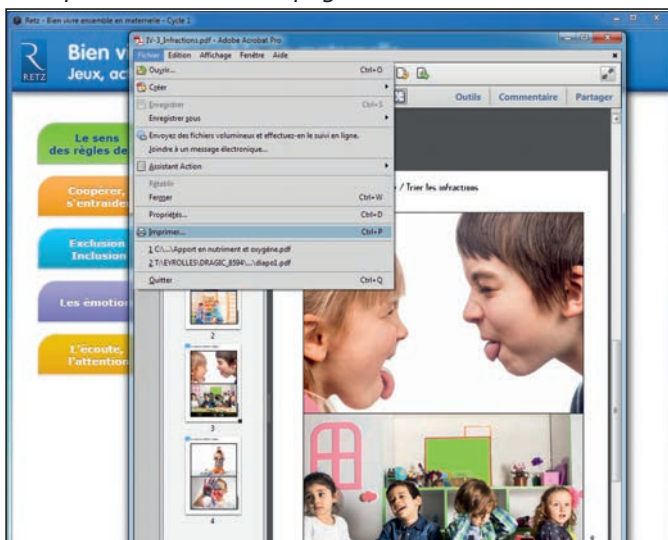 Retz - Bien vivre ensemble en maternelle - Cycle 1
RETZ
Bien v
Jeux, ac
IV-3_Infractions.pdf - Adobe Acrobat Pro
Fichier Edition Affichage Fenêtre Aide
Ouvrir... Ctrl+O
Créer
Enregistrer Ctrl+S
Enregistrer sous
Envoyez des fichiers volumineux et effectuez-en le suivi en ligne.
Joindre à un message électronique...
Assistant Action
Rétablir
Fermer Ctrl+W
Propriétés... Ctrl+D
Imprimer... Ctrl+P
1 C:\...\Apport en nutriment et oxygène.pdf
2 T:\EYROLLES\DRAGIC_8594\...\diapo1.pdf
Quitter Ctrl+Q
Outils Commentaire Partager
/ Trier les infractions
Le sens
des règles de
Coopérer,
s'entraider
Exclusion
Inclusion
Les émotion
L'écoute,
l'attention
2
3
4